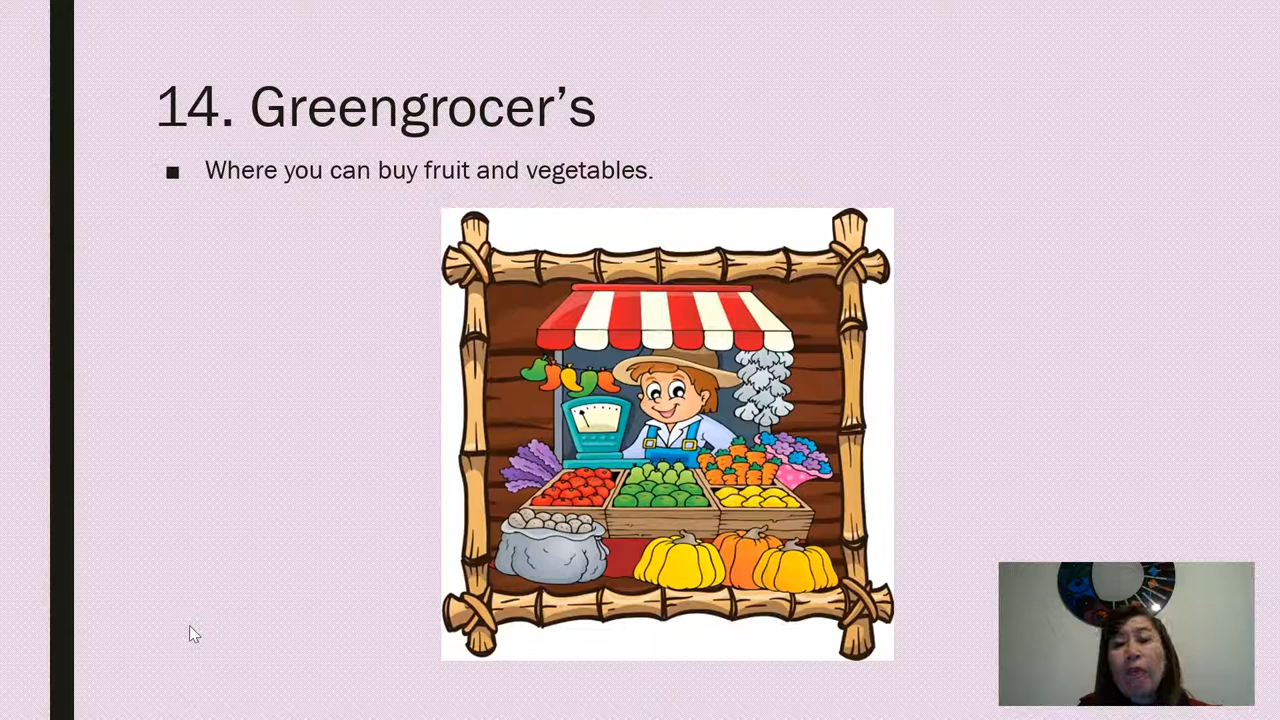 14. Greengrocer’s
■ Where you can buy fruit and vegetables.